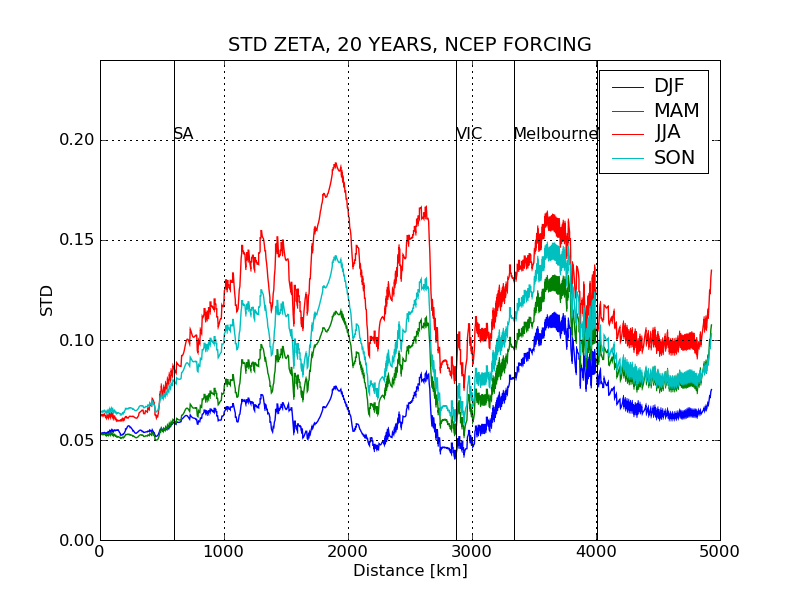 STD ZETA, 20 YEARS, NCEP FORCING
DJF
MAM
JJA
SON
SA
VIC
Melbourne
0.20
0.15
0.10
0.05
0.00
STD
0
1000
2000
3000
4000
5000
Distance [km]